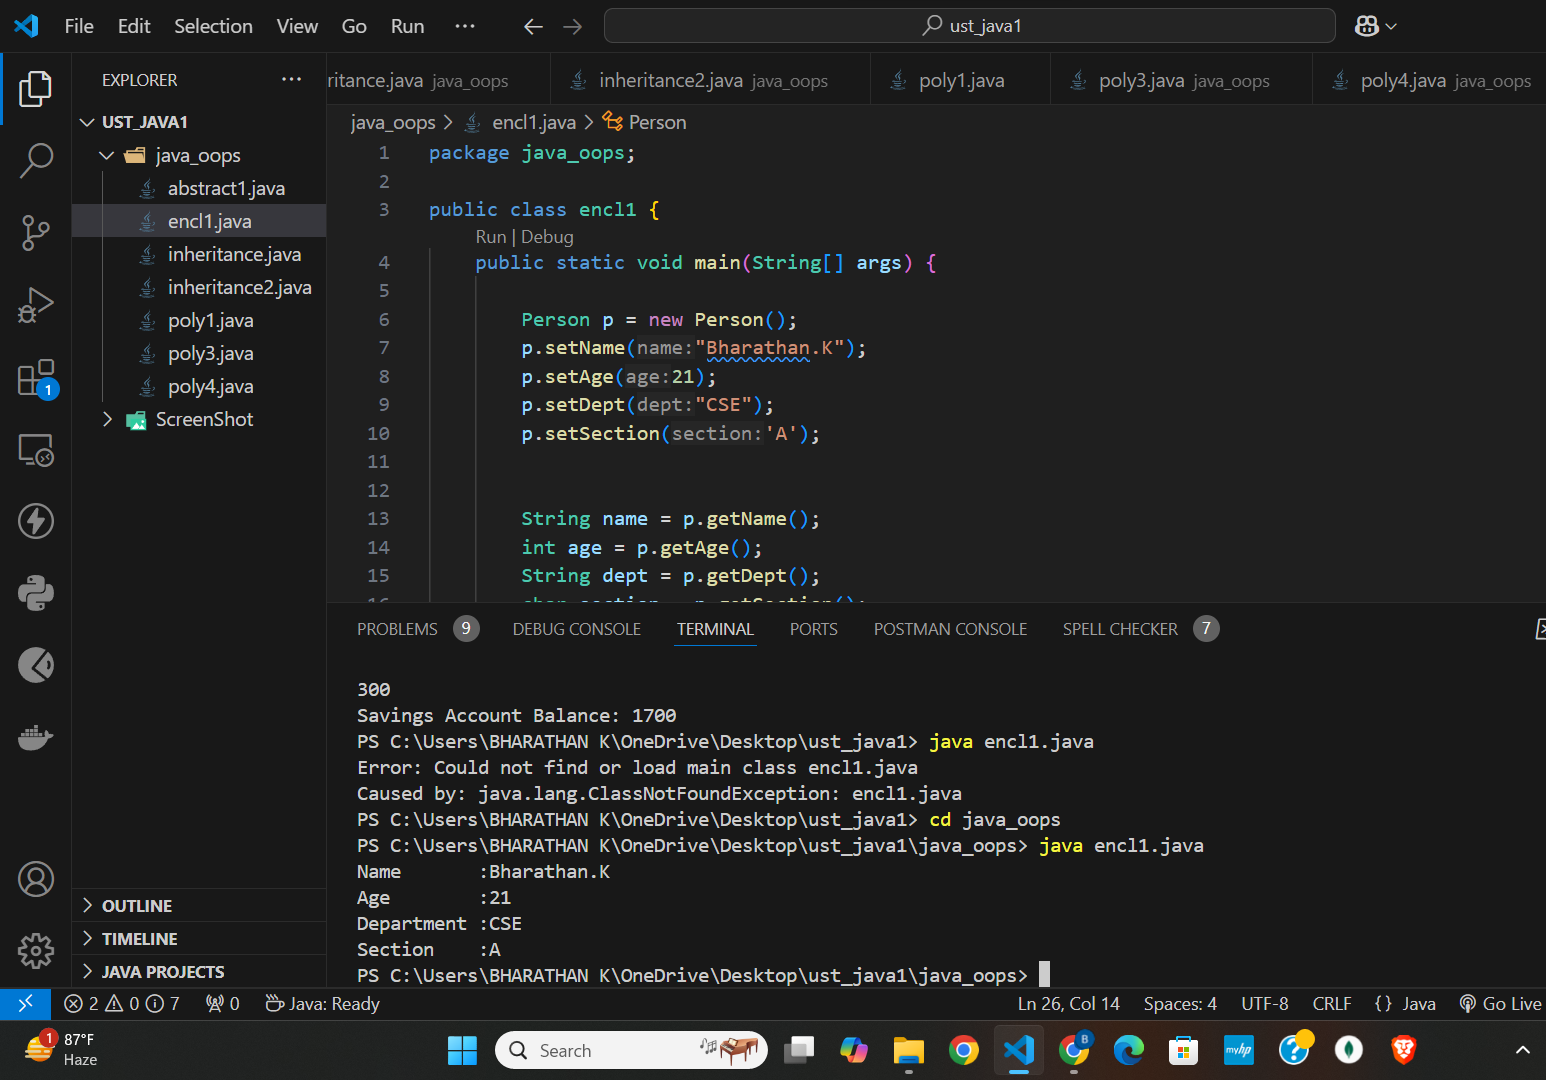 File Edit Selection View Go Run ··· ust_java1
EXPLORER ···
UST_JAVA1
java_oops
abstract1.java
encl1.java
inheritance.java
inheritance2.java
poly1.java
poly3.java
poly4.java
ScreenShot
OUTLINE
TIMELINE
JAVA PROJECTS
ritance.java java_oops inheritance2.java java_oops poly1.java poly3.java java_oops poly4.java java_oops
java_oops > encl1.java > Person
1 package java_oops;
2
3 public class encl1 {
Run | Debug
4 public static void main(String[] args) {
5
6 Person p = new Person();
7 p.setName(name:"Bharathan.K");
8 p.setAge(age:21);
9 p.setDept(dept:"CSE");
10 p.setSection(section:'A');
11
12
13 String name = p.getName();
14 int age = p.getAge();
15 String dept = p.getDept();
16 char section = p.getSection();
PROBLEMS 9 DEBUG CONSOLE TERMINAL PORTS POSTMAN CONSOLE SPELL CHECKER 7
300
Savings Account Balance: 1700
PS C:\Users\BHARATHAN K\OneDrive\Desktop\ust_java1> java encl1.java
Error: Could not find or load main class encl1.java
Caused by: java.lang.ClassNotFoundException: encl1.java
PS C:\Users\BHARATHAN K\OneDrive\Desktop\ust_java1> cd java_oops
PS C:\Users\BHARATHAN K\OneDrive\Desktop\ust_java1\java_oops> java encl1.java
Name :Bharathan.K
Age :21
Department :CSE
Section :A
PS C:\Users\BHARATHAN K\OneDrive\Desktop\ust_java1\java_oops>
1
2 0 7 0 Java: Ready Ln 26, Col 14 Spaces: 4 UTF-8 CRLF {} Java Go Live
1 87°F
Haze
Search
B
myhp
?